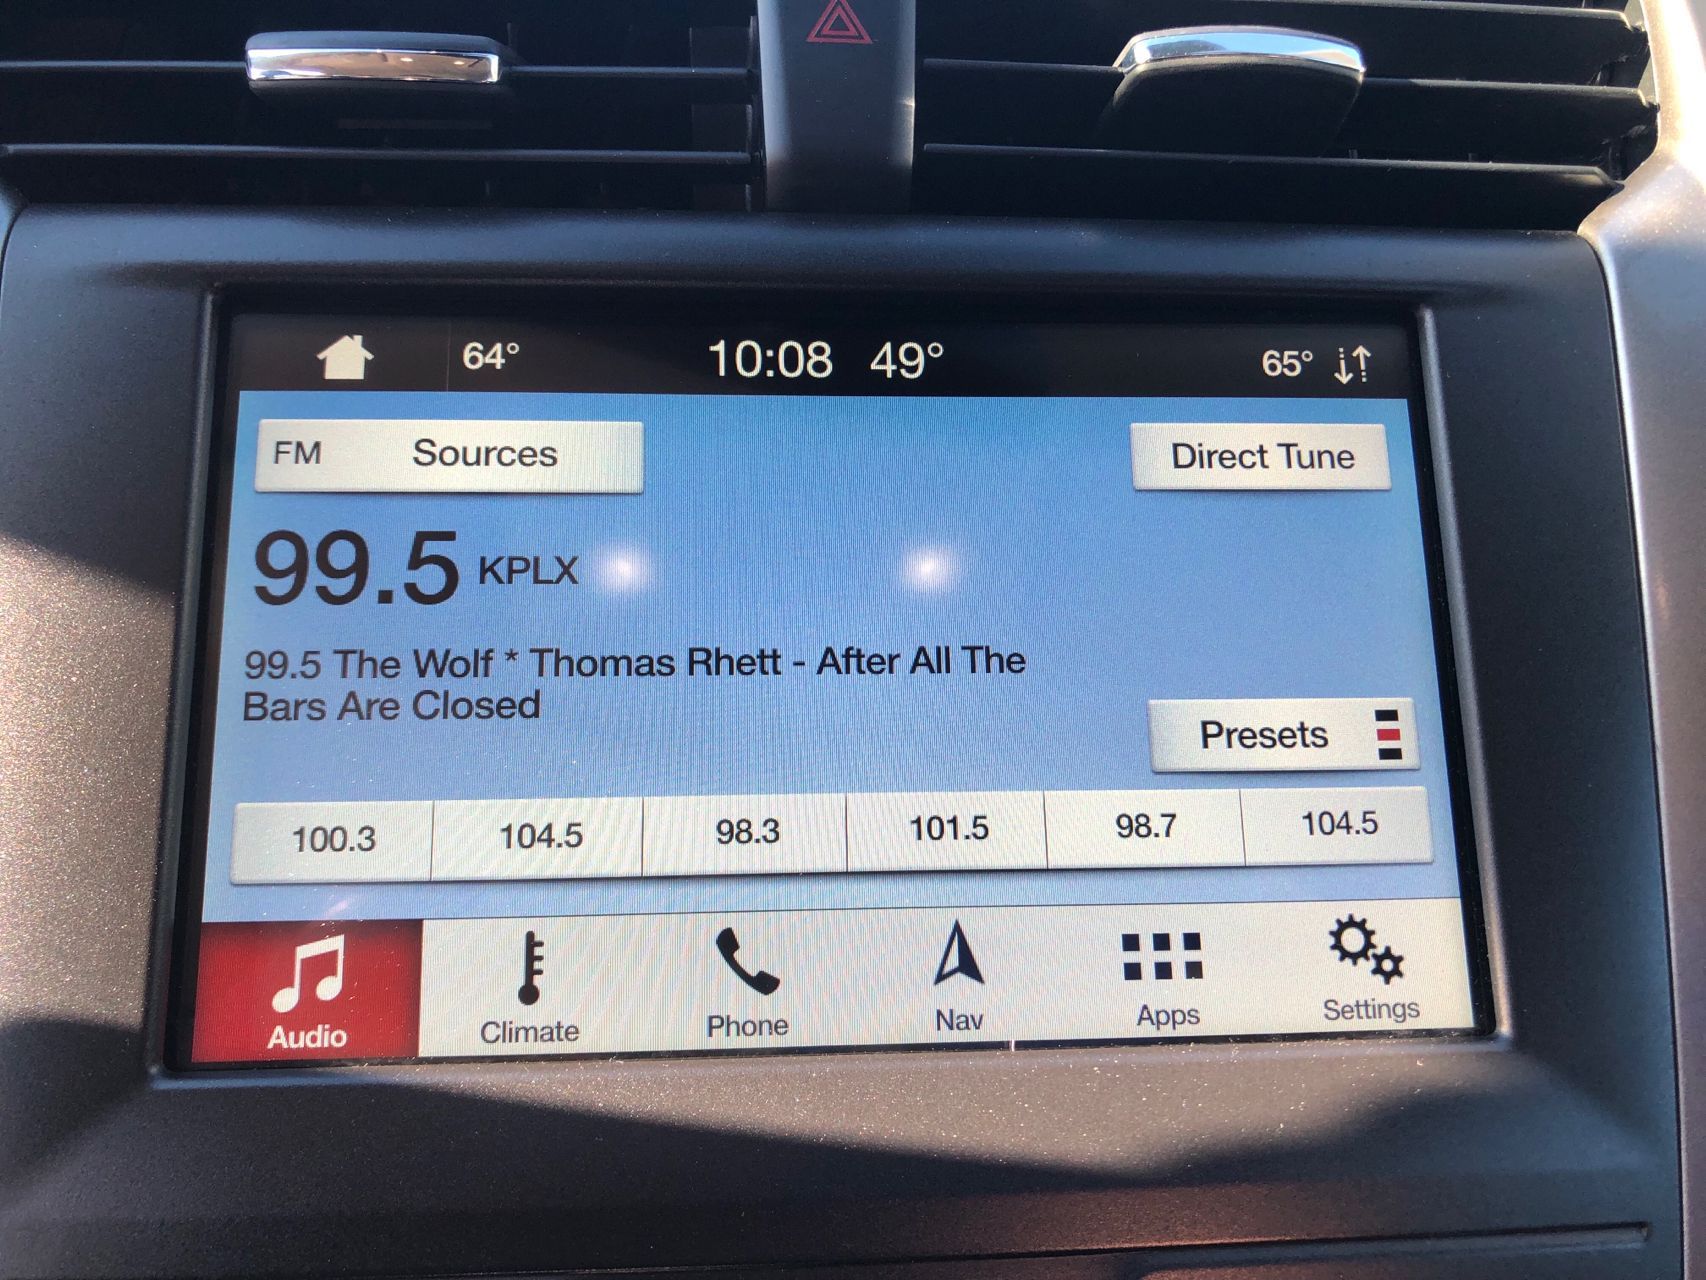 64° 10:08 49° 65°
FM Sources Direct Tune
99.5 KPLX
99.5 The Wolf * Thomas Rhett - After All The
Bars Are Closed
Presets
100.3 104.5 98.3 101.5 98.7 104.5
Audio Climate Phone Nav Apps Settings